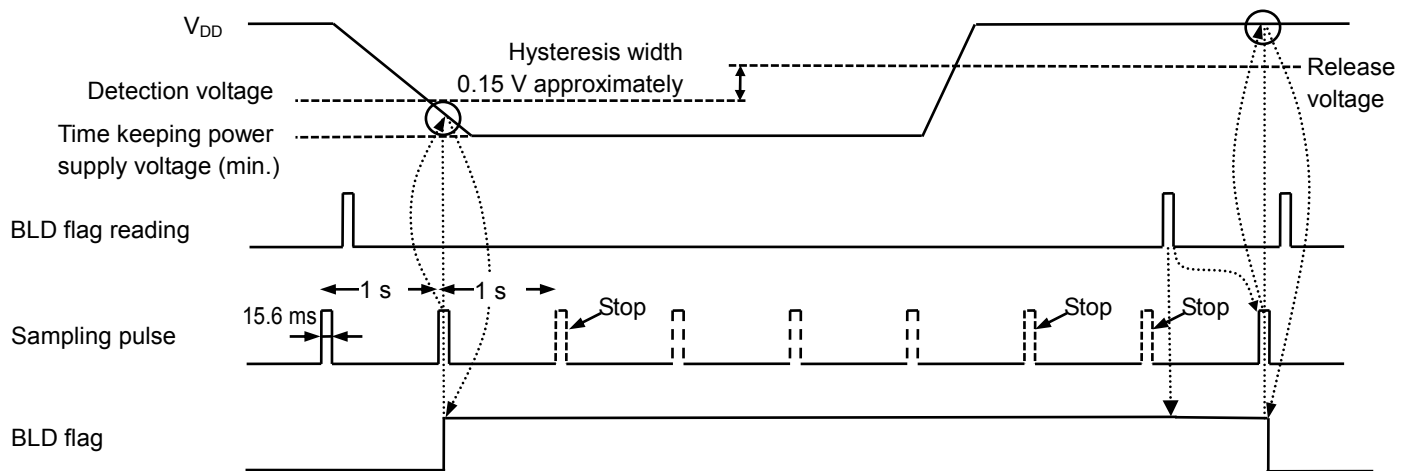 VDD
Hysteresis width
0.15 V approximately
Detection voltage
Release
voltage
Time keeping power
supply voltage (min.)
BLD flag reading
1 s
1 s
15.6 ms
Stop
Stop
Stop
Sampling pulse
BLD flag